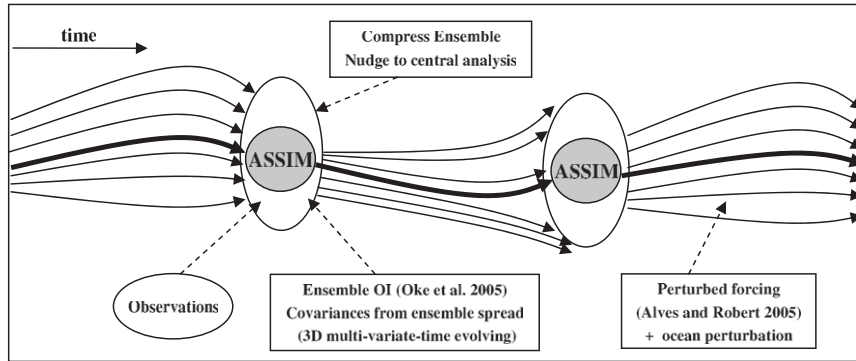 time
Compress Ensemble
Nudge to central analysis
ASSIM
ASSIM
Observations
Ensemble OI (Oke et al. 2005)
Covariances from ensemble spread
(3D multi-variate-time evolving)
Perturbed forcing
(Alves and Robert 2005)
+ ocean perturbation